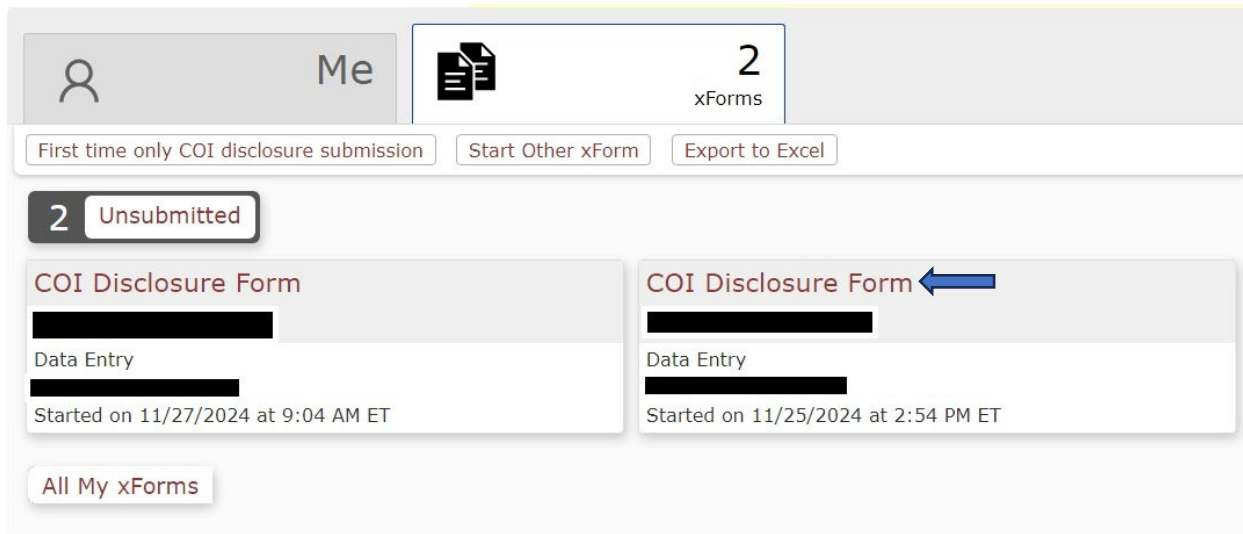 Me
2
xForms
First time only COI disclosure submission
Start Other xForm
Export to Excel
2 Unsubmitted
COI Disclosure Form
Data Entry
Started on 11/27/2024 at 9:04 AM ET
COI Disclosure Form
Data Entry
Started on 11/25/2024 at 2:54 PM ET
All My xForms